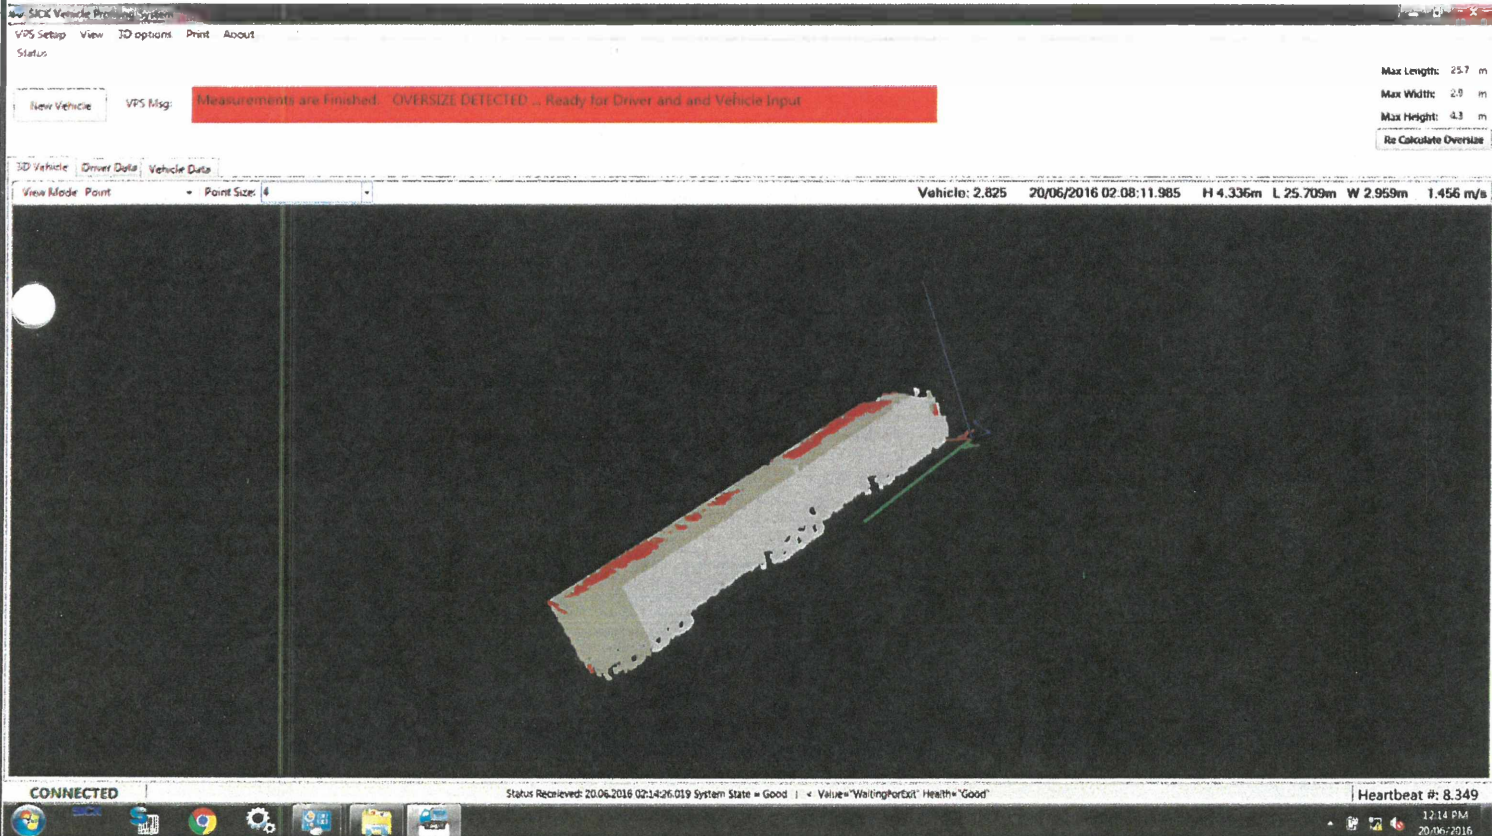 SICK Vehicle Profiling System
VPS Setup View 3D options Print About
Status
Max Length: 25.7 m
New Vehicle VPS Msg: Measurements are Finished. OVERSIZE DETECTED ... Ready for Driver and and Vehicle Input
Max Width: 2.9 m
Max Height: 4.3 m
Re Calculate Oversize
3D Vehicle Driver Data Vehicle Data
View Mode Point Point Size: 4 Vehicle: 2.825 20/06/2016 02:08:11.985 H 4.336m L 25.709m W 2.959m 1.456 m/s
CONNECTED Status Receieved: 20.06.2016 02:14:26.019 System State = Good | < Value="WaitingForExit" Health="Good" Heartbeat #: 8.349
SICK
12:14 PM
20/06/2016